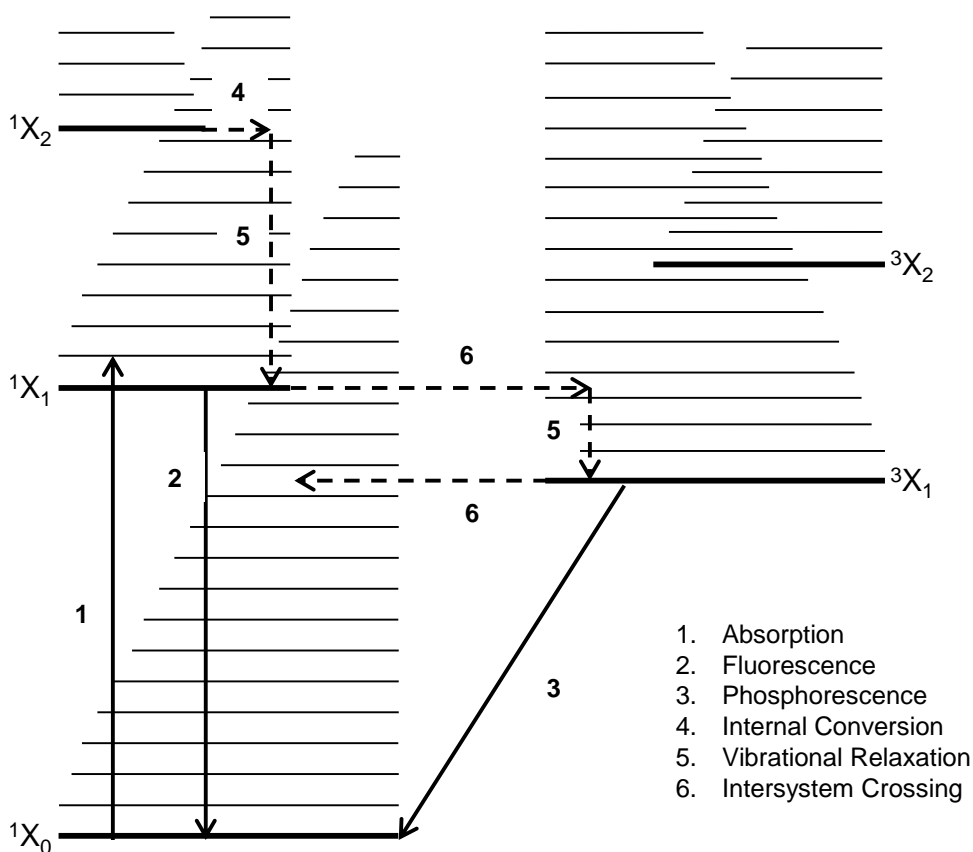 4
¹X₂
5
³X₂
6
¹X₁
5
2
³X₁
6
1
1. Absorption
2. Fluorescence
3. Phosphorescence
4. Internal Conversion
5. Vibrational Relaxation
6. Intersystem Crossing
3
¹X₀